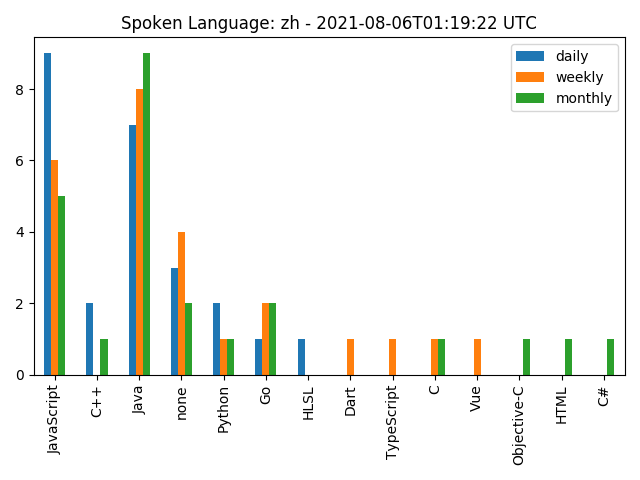 Spoken Language: zh - 2021-08-06T01:19:22 UTC
daily
weekly
monthly
8
6
4
2
0
JavaScript
C++
Java
none
Python
Go
HLSL
Dart
TypeScript
C
Vue
Objective-C
HTML
C#